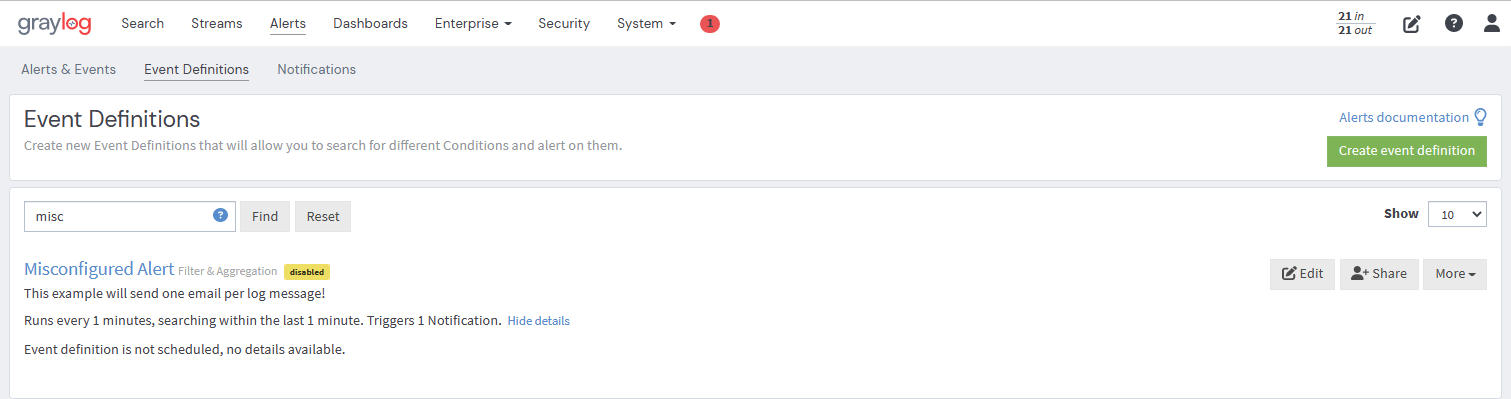 graylog Search Streams Alerts Dashboards Enterprise Security System 1 21 in
21 out
Alerts & Events Event Definitions Notifications
Event Definitions
Alerts documentation
Create new Event Definitions that will allow you to search for different Conditions and alert on them.
Create event definition
misc ? Find Reset Show 10
Misconfigured Alert Filter & Aggregation disabled Edit Share More
This example will send one email per log message!
Runs every 1 minutes, searching within the last 1 minute. Triggers 1 Notification. Hide details
Event definition is not scheduled, no details available.